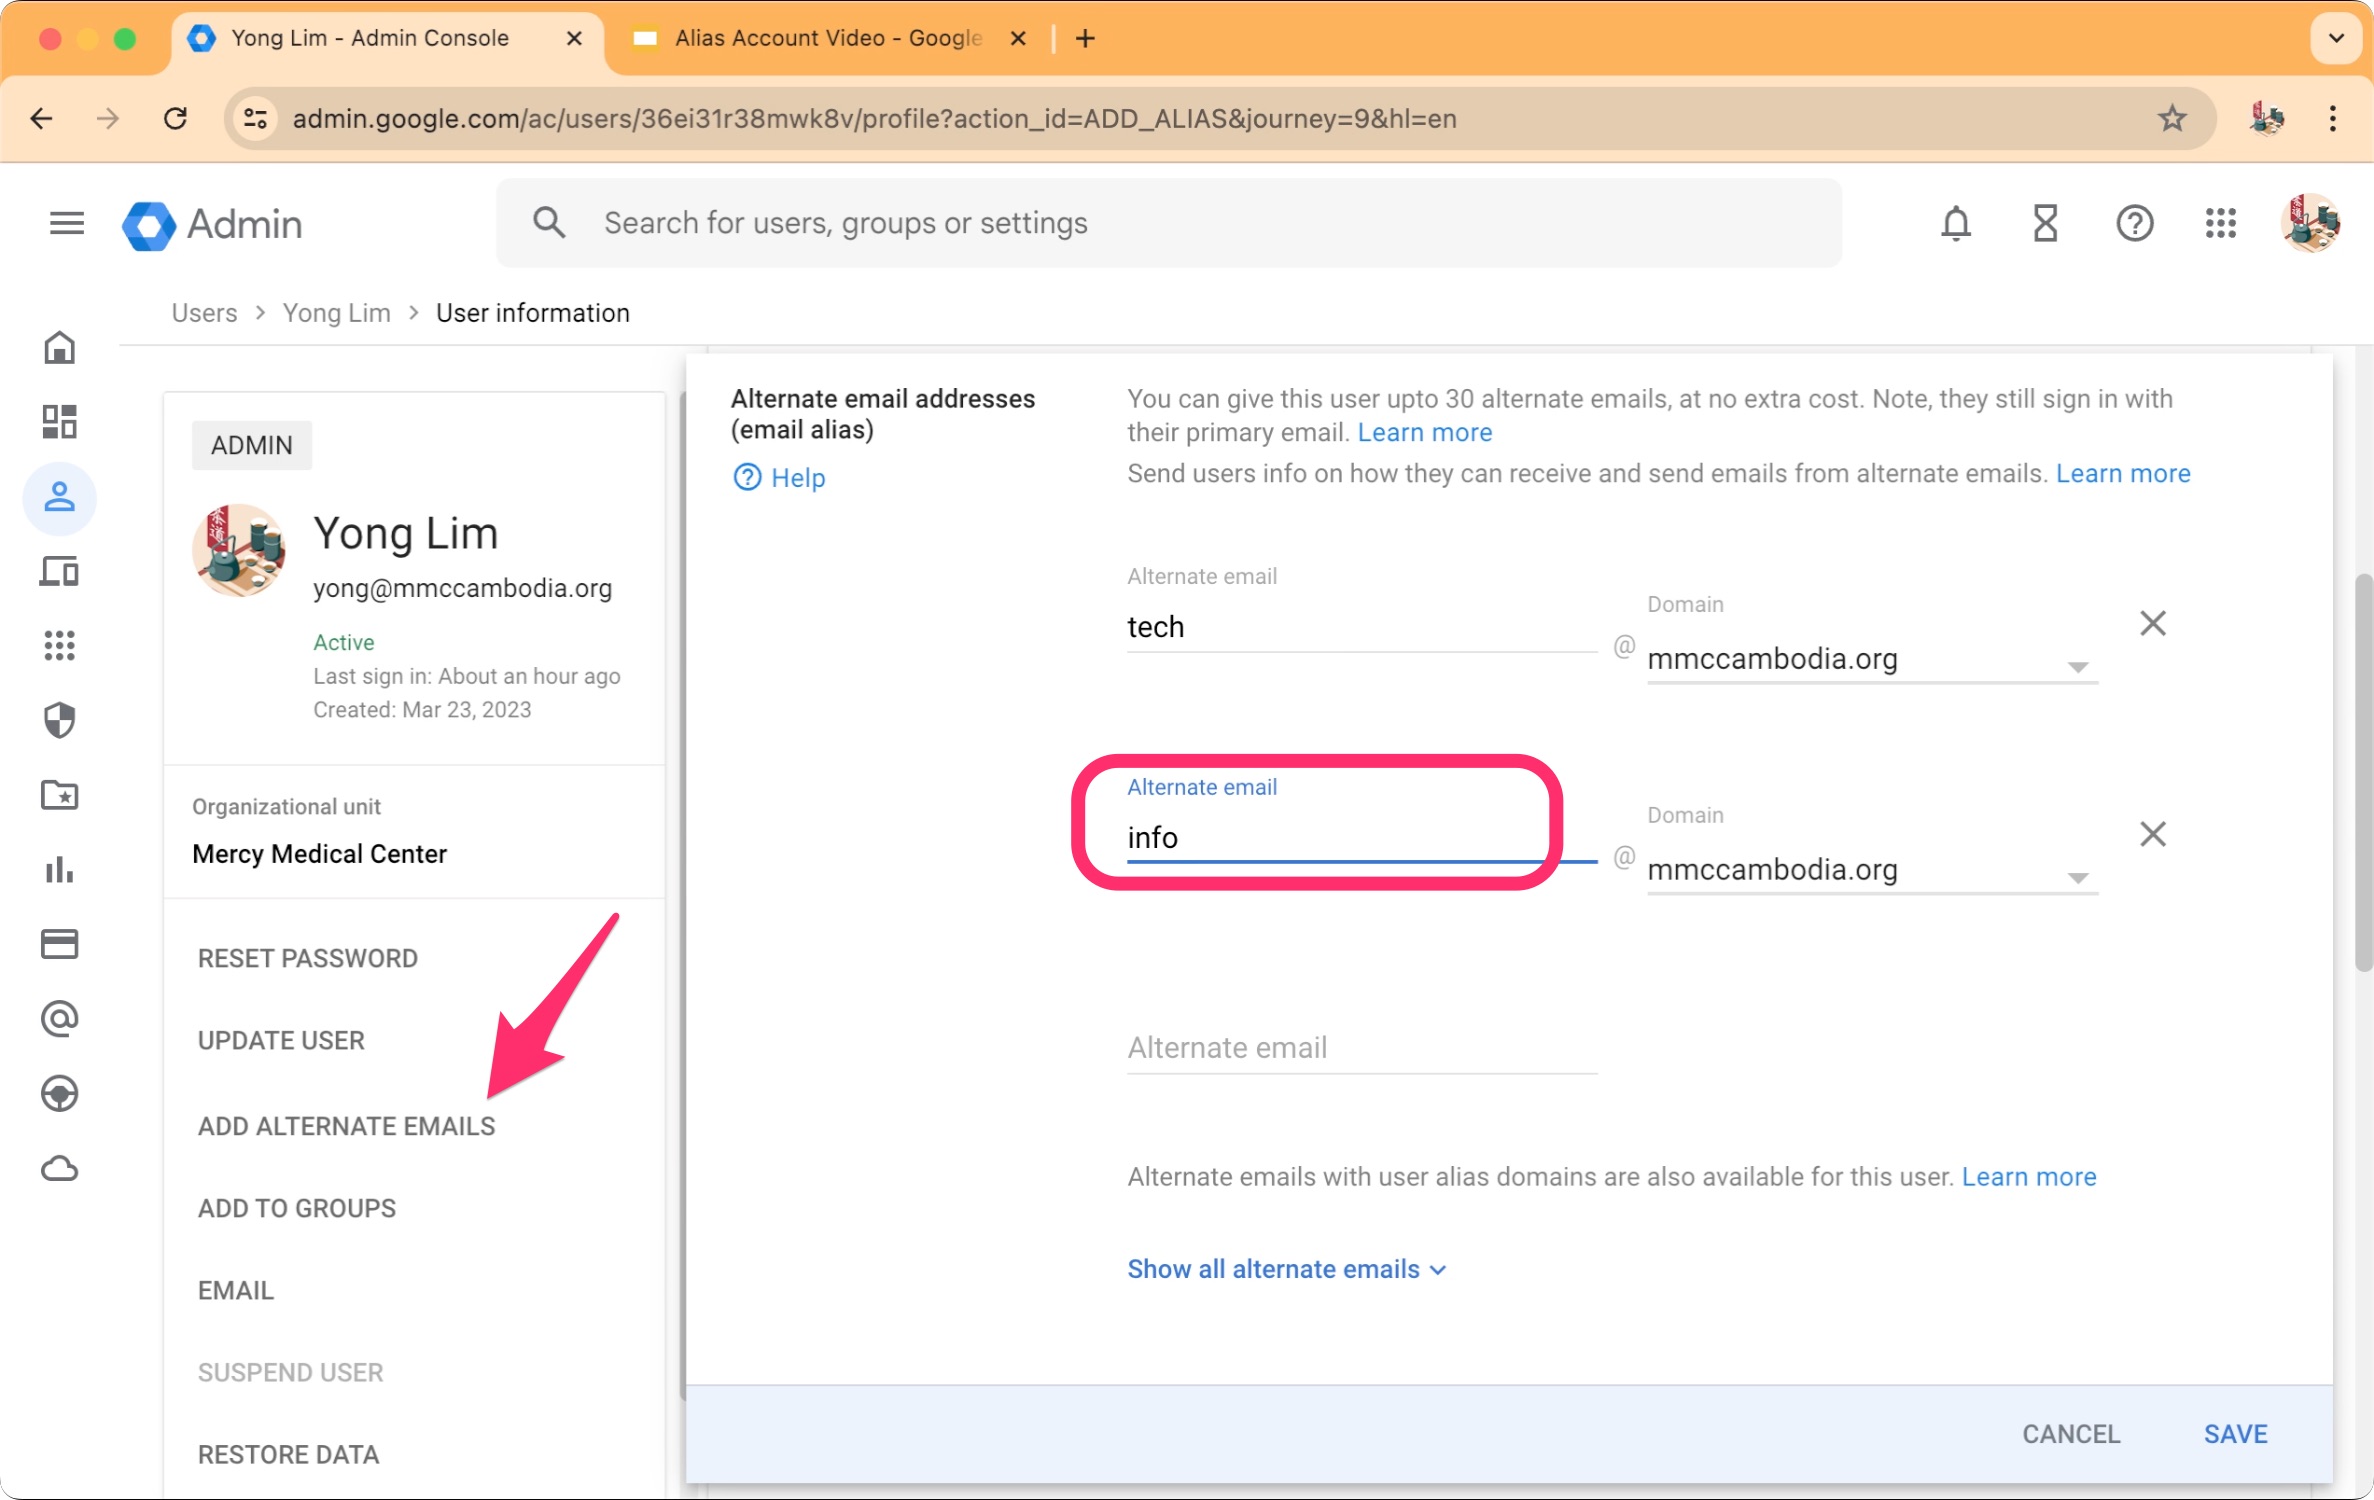 Yong Lim - Admin Console
Alias Account Video - Google
admin.google.com/ac/users/36ei31r38mwk8v/profile?action_id=ADD_ALIAS&journey=9&hl=en
Admin
Search for users, groups or settings
Users > Yong Lim > User information
ADMIN
Yong Lim
yong@mmccambodia.org
Active
Last sign in: About an hour ago
Created: Mar 23, 2023
Organizational unit
Mercy Medical Center
RESET PASSWORD
UPDATE USER
ADD ALTERNATE EMAILS
ADD TO GROUPS
EMAIL
SUSPEND USER
RESTORE DATA
Alternate email addresses
(email alias)
Help
You can give this user upto 30 alternate emails, at no extra cost. Note, they still sign in with
their primary email. Learn more
Send users info on how they can receive and send emails from alternate emails. Learn more
Alternate email
tech
@
Domain
mmccambodia.org
Alternate email
info
@
Domain
mmccambodia.org
Alternate email
Alternate emails with user alias domains are also available for this user. Learn more
Show all alternate emails
CANCEL
SAVE